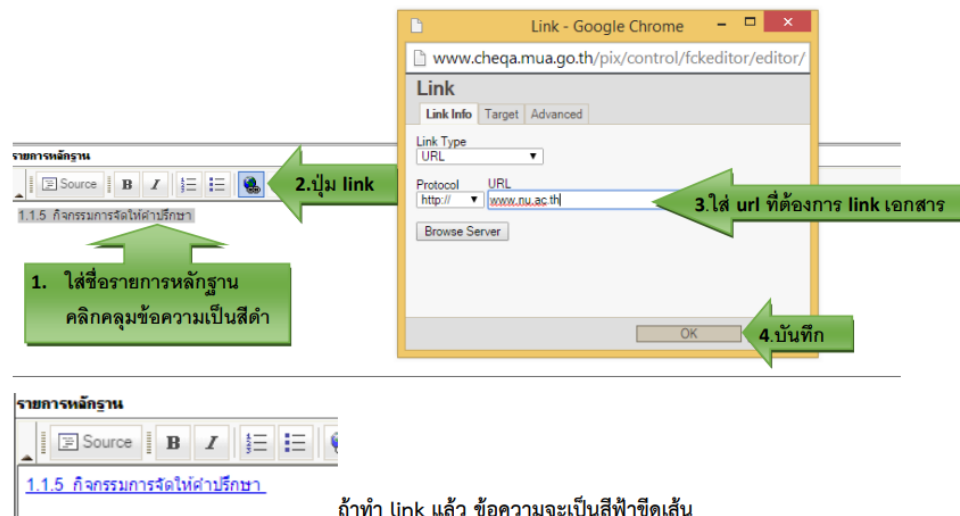 Link - Google Chrome
www.cheqa.mua.go.th/pix/control/fckeditor/editor/
Link
Link Info Target Advanced
Link Type
URL
Protocol URL
http:// www.nu.ac.th
Browse Server
OK
รายการหลักฐาน
Source B I
2.ปุ่ม link
3.ใส่ url ที่ต้องการ link เอกสาร
1.1.5 กิจกรรมการจัดให้คำปรึกษา
1. ใส่ชื่อรายการหลักฐาน
คลิกคลุมข้อความเป็นสีดำ
4.บันทึก
รายการหลักฐาน
Source B I
1.1.5 กิจกรรมการจัดให้คำปรึกษา
ถ้าทำ link แล้ว ข้อความจะเป็นสีฟ้าขีดเส้น